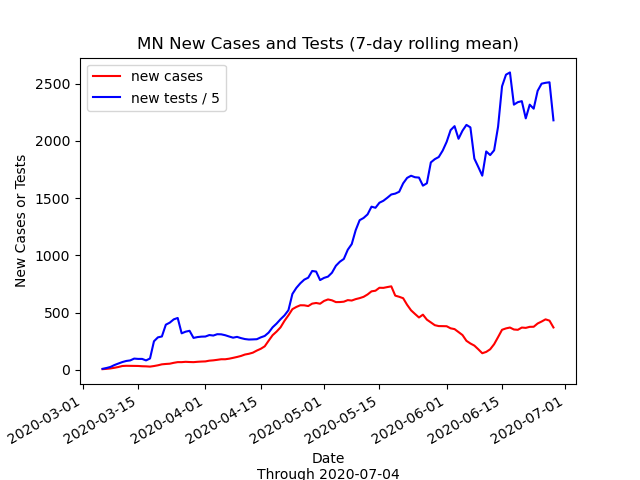 MN New Cases and Tests (7-day rolling mean)
new cases
new tests / 5
2500
2000
1500
1000
500
0
New Cases or Tests
2020-03-01
2020-03-15
2020-04-01
2020-04-15
2020-05-01
2020-05-15
2020-06-01
2020-06-15
2020-07-01
Date
Through 2020-07-04